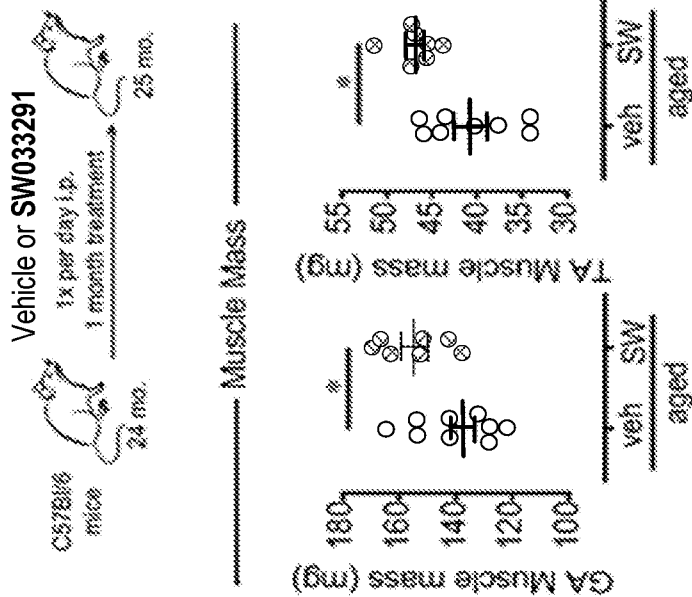 Vehicle or SW033291
C57Bl/6
mice
1x per day i.p.
1 month treatment
24 mo.
25 mo.
Muscle Mass
GA Muscle mass (mg)
180
160
140
120
100
*
veh
SW
aged
TA Muscle mass (mg)
55
50
45
40
35
30
*
veh
SW
aged